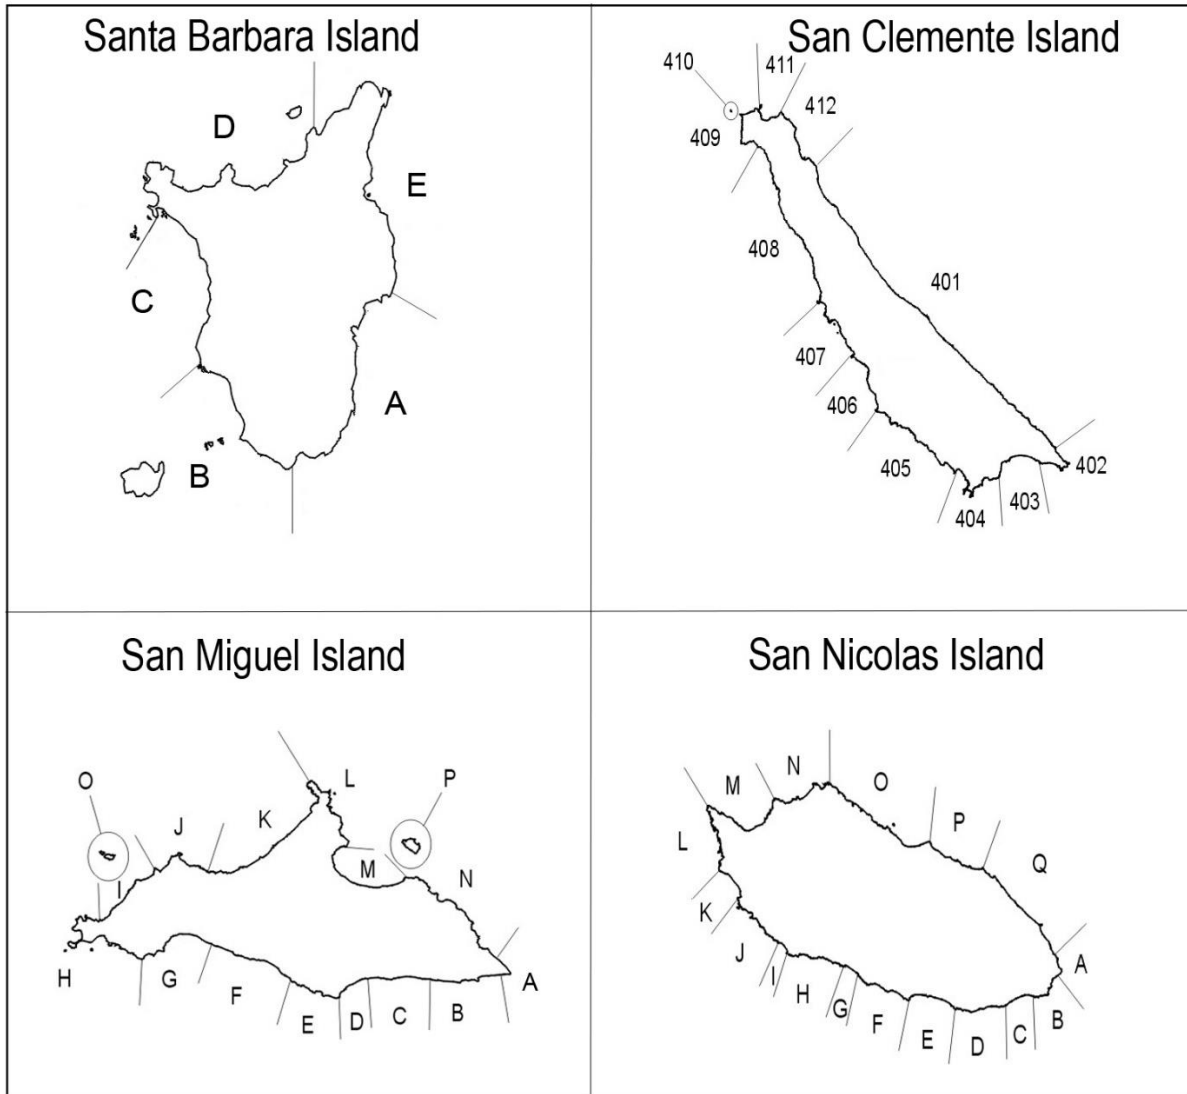 Santa Barbara Island
D
E
C
A
B
San Clemente Island
410
411
412
409
408
401
407
406
405
402
404
403
San Miguel Island
O
L
P
J
K
I
M
N
H
G
A
F
E
D
C
B
San Nicolas Island
M
N
O
P
L
Q
K
J
A
I
H
G
F
E
D
C
B